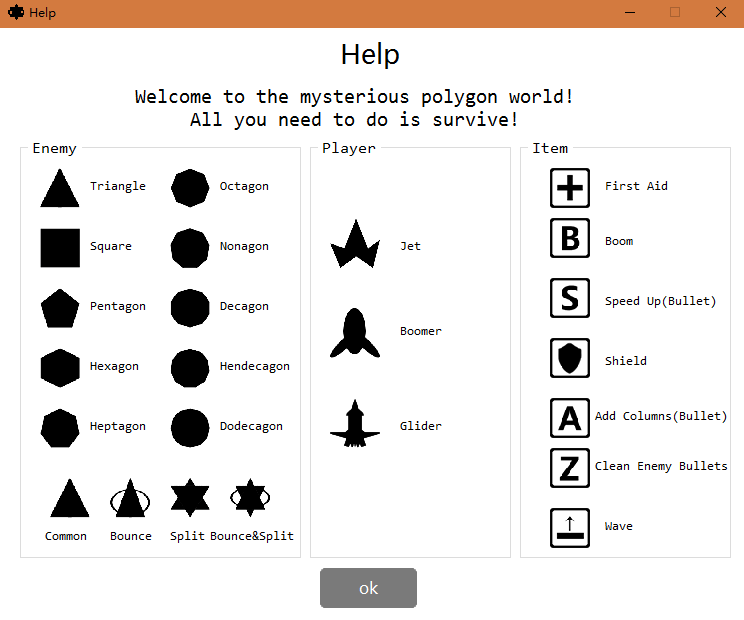 Help
Help
Welcome to the mysterious polygon world!
All you need to do is survive!
Enemy
Triangle
Octagon
Square
Nonagon
Pentagon
Decagon
Hexagon
Hendecagon
Heptagon
Dodecagon
Common
Bounce
Split
Bounce&Split
Player
Jet
Boomer
Glider
Item
First Aid
B
Boom
S
Speed Up(Bullet)
Shield
A
Add Columns(Bullet)
Z
Clean Enemy Bullets
Wave
ok